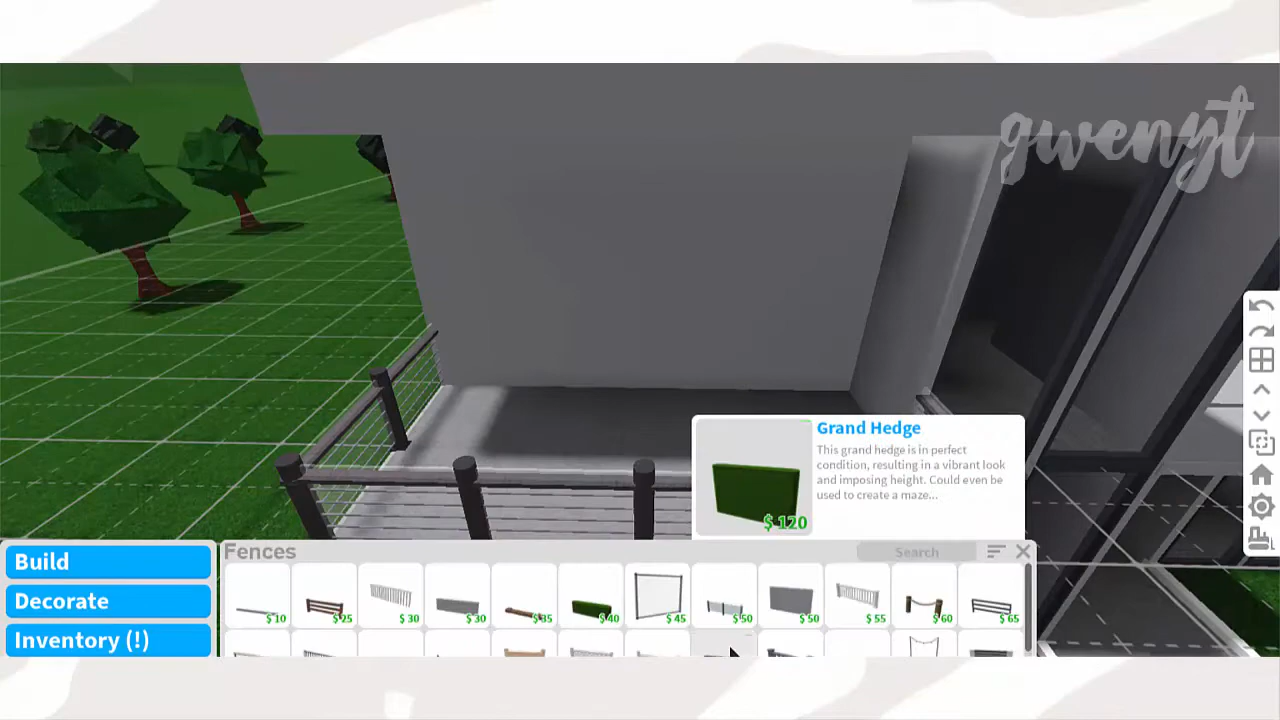 gwenyt
Grand Hedge
This grand hedge is in perfect
condition, resulting in a vibrant look
and imposing height. Could even be
used to create a maze...
$ 120
Build
Decorate
Inventory (!)
Fences
Search
$ 10
$ 25
$ 30
$ 30
$ 35
$ 40
$ 45
$ 50
$ 50
$ 55
$ 60
$ 65